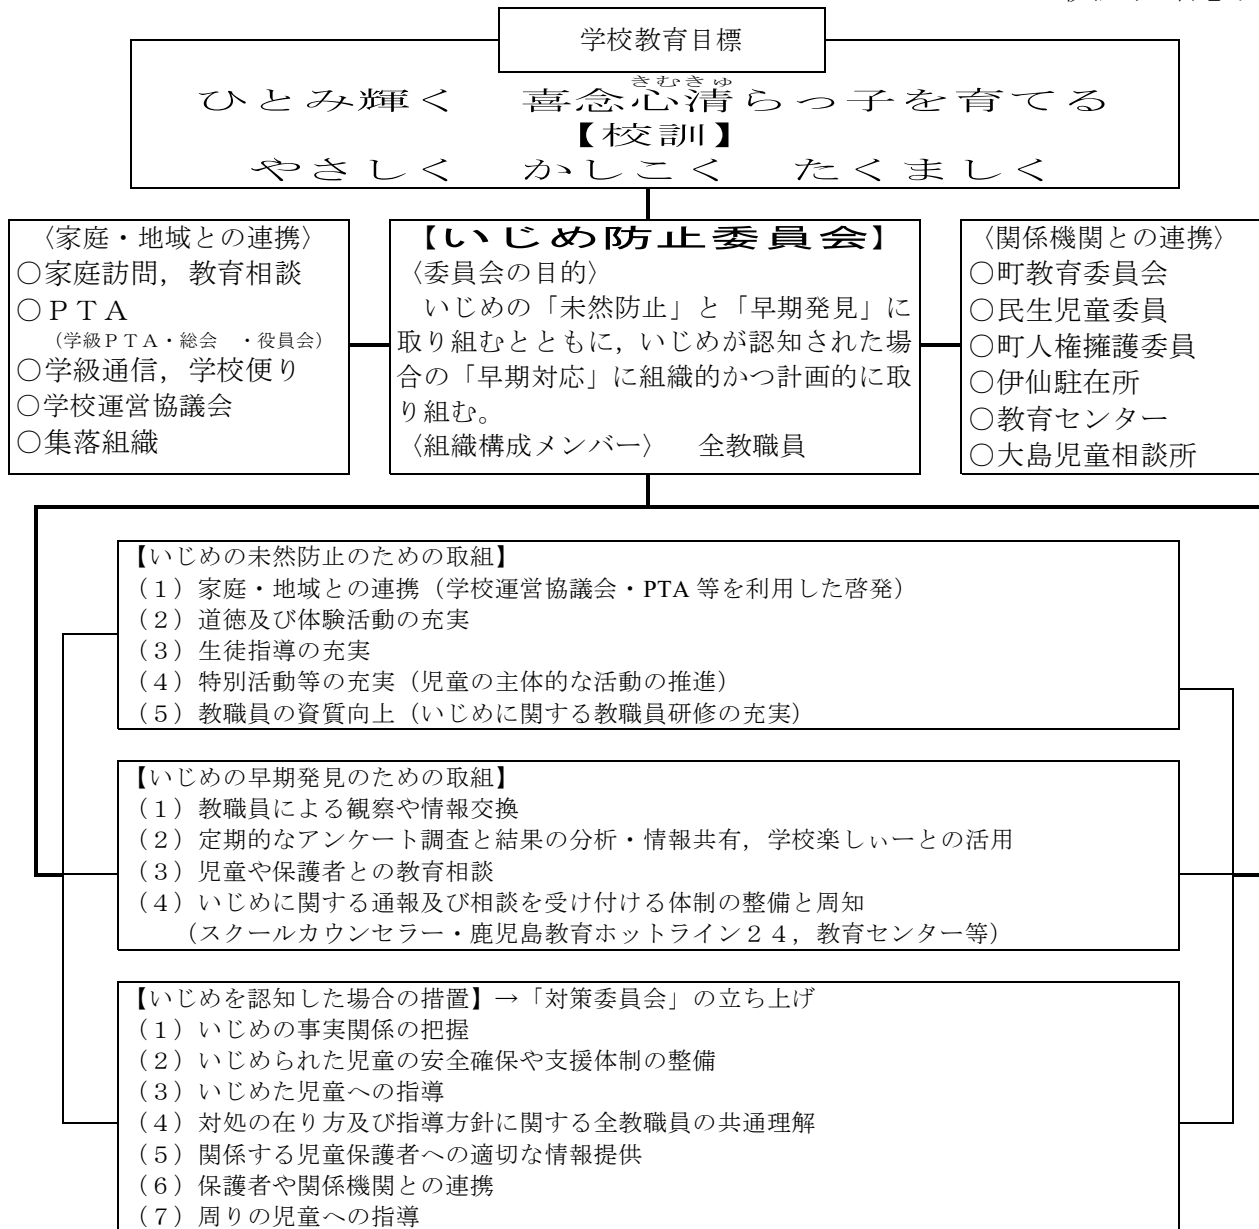 学校教育目標
きむきゅ
ひとみ輝く 喜念心清らっ子を育てる
【校訓】
やさしく かしこく たくましく
〈家庭・地域との連携〉
○家庭訪問，教育相談
○ＰＴＡ
（学級ＰＴＡ・総会 ・役員会）
○学級通信，学校便り
○学校運営協議会
○集落組織
【いじめ防止委員会】
〈委員会の目的〉
いじめの「未然防止」と「早期発見」に
取り組むとともに，いじめが認知された場
合の「早期対応」に組織的かつ計画的に取
り組む。
〈組織構成メンバー〉 全教職員
〈関係機関との連携〉
○町教育委員会
○民生児童委員
○町人権擁護委員
○伊仙駐在所
○教育センター
○大島児童相談所
【いじめの未然防止のための取組】
（１）家庭・地域との連携（学校運営協議会・PTA 等を利用した啓発）
（２）道徳及び体験活動の充実
（３）生徒指導の充実
（４）特別活動等の充実（児童の主体的な活動の推進）
（５）教職員の資質向上（いじめに関する教職員研修の充実）
【いじめの早期発見のための取組】
（１）教職員による観察や情報交換
（２）定期的なアンケート調査と結果の分析・情報共有，学校楽しぃーとの活用
（３）児童や保護者との教育相談
（４）いじめに関する通報及び相談を受け付ける体制の整備と周知
（スクールカウンセラー・鹿児島教育ホットライン２４，教育センター等）
【いじめを認知した場合の措置】→「対策委員会」の立ち上げ
（１）いじめの事実関係の把握
（２）いじめられた児童の安全確保や支援体制の整備
（３）いじめた児童への指導
（４）対処の在り方及び指導方針に関する全教職員の共通理解
（５）関係する児童保護者への適切な情報提供
（６）保護者や関係機関との連携
（７）周りの児童への指導